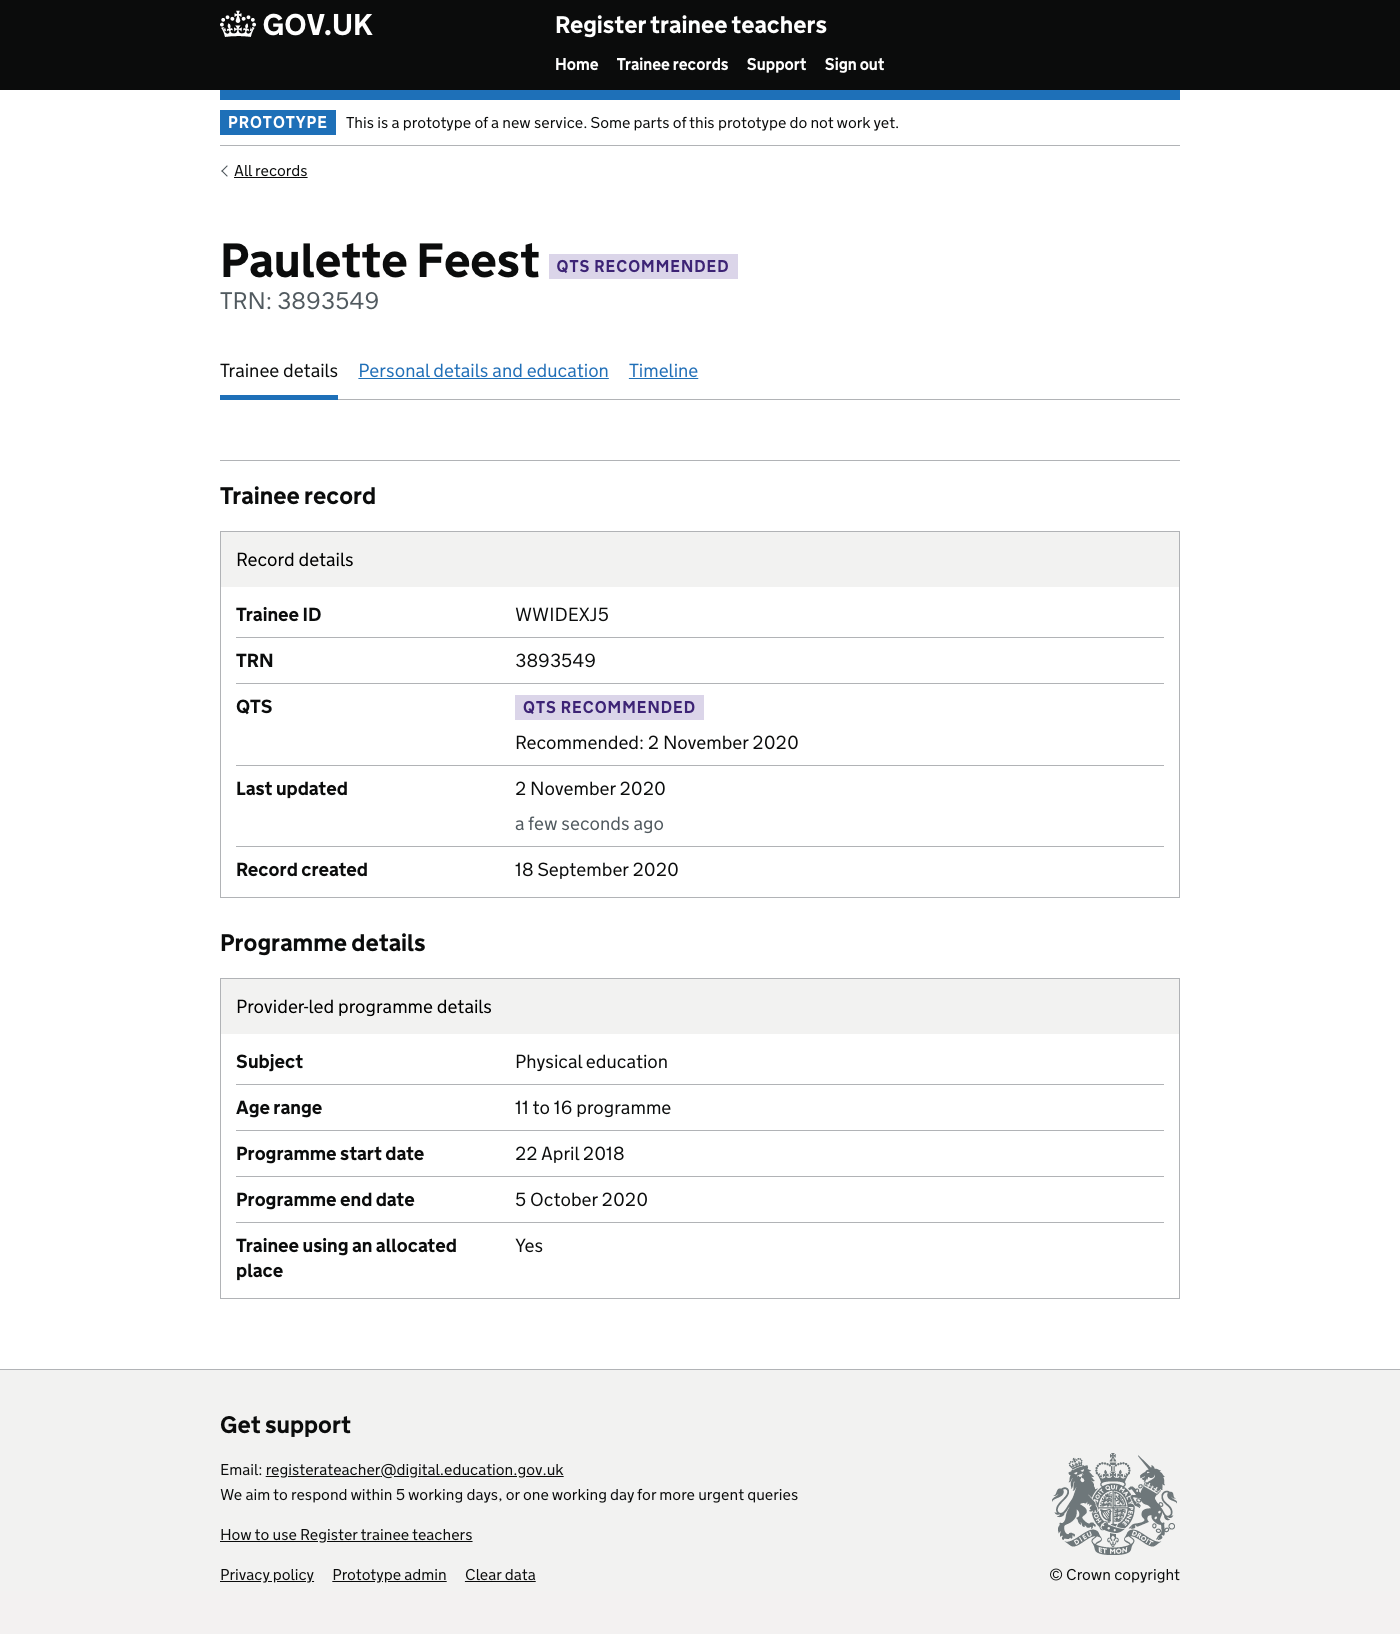 GOV.UK
Register trainee teachers
Home Trainee records Support Sign out
PROTOTYPE This is a prototype of a new service. Some parts of this prototype do not work yet.
All records
Paulette Feest QTS RECOMMENDED
TRN: 3893549
Trainee details Personal details and education Timeline
Trainee record
Record details
Trainee ID WWIDEXJ5
TRN 3893549
QTS QTS RECOMMENDED
Recommended: 2 November 2020
Last updated 2 November 2020
a few seconds ago
Record created 18 September 2020
Programme details
Provider-led programme details
Subject Physical education
Age range 11 to 16 programme
Programme start date 22 April 2018
Programme end date 5 October 2020
Trainee using an allocated Yes
place
Get support
Email: registerateacher@digital.education.gov.uk
We aim to respond within 5 working days, or one working day for more urgent queries
How to use Register trainee teachers
Privacy policy Prototype admin Clear data
DIEU ET MON DROIT
© Crown copyright